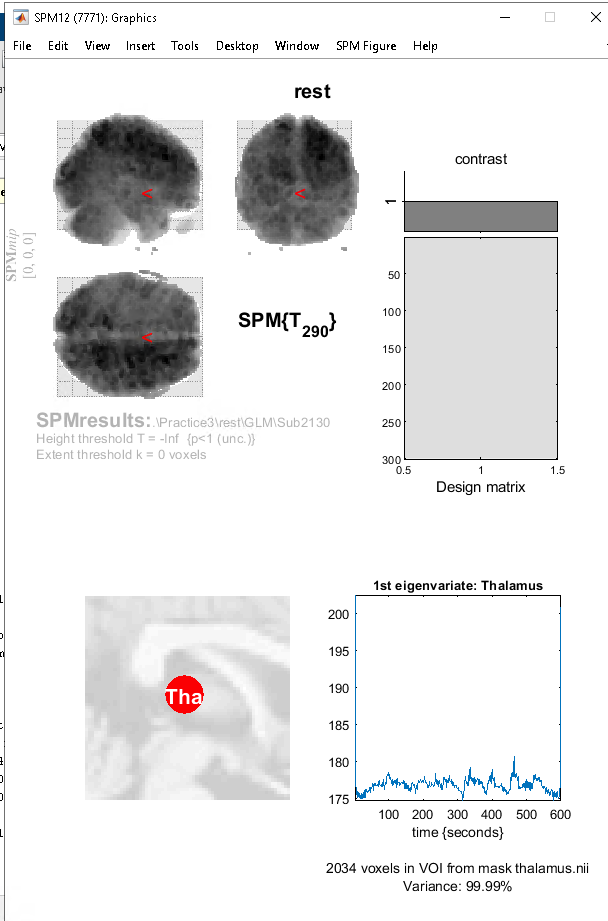 SPM12 (7771): Graphics
File Edit View Insert Tools Desktop Window SPM Figure Help
rest
SPMmip
[0, 0, 0]
<
<
<
SPM{T290}
contrast
1
50
100
150
200
250
300
0.5 1 1.5
Design matrix
SPMresults: .\Practice3\rest\GLM\Sub2130
Height threshold T = -Inf {p<1 (unc.)}
Extent threshold k = 0 voxels
Tha
1st eigenvariate: Thalamus
200
195
190
185
180
175
100 200 300 400 500 600
time {seconds}
2034 voxels in VOI from mask thalamus.nii
Variance: 99.99%